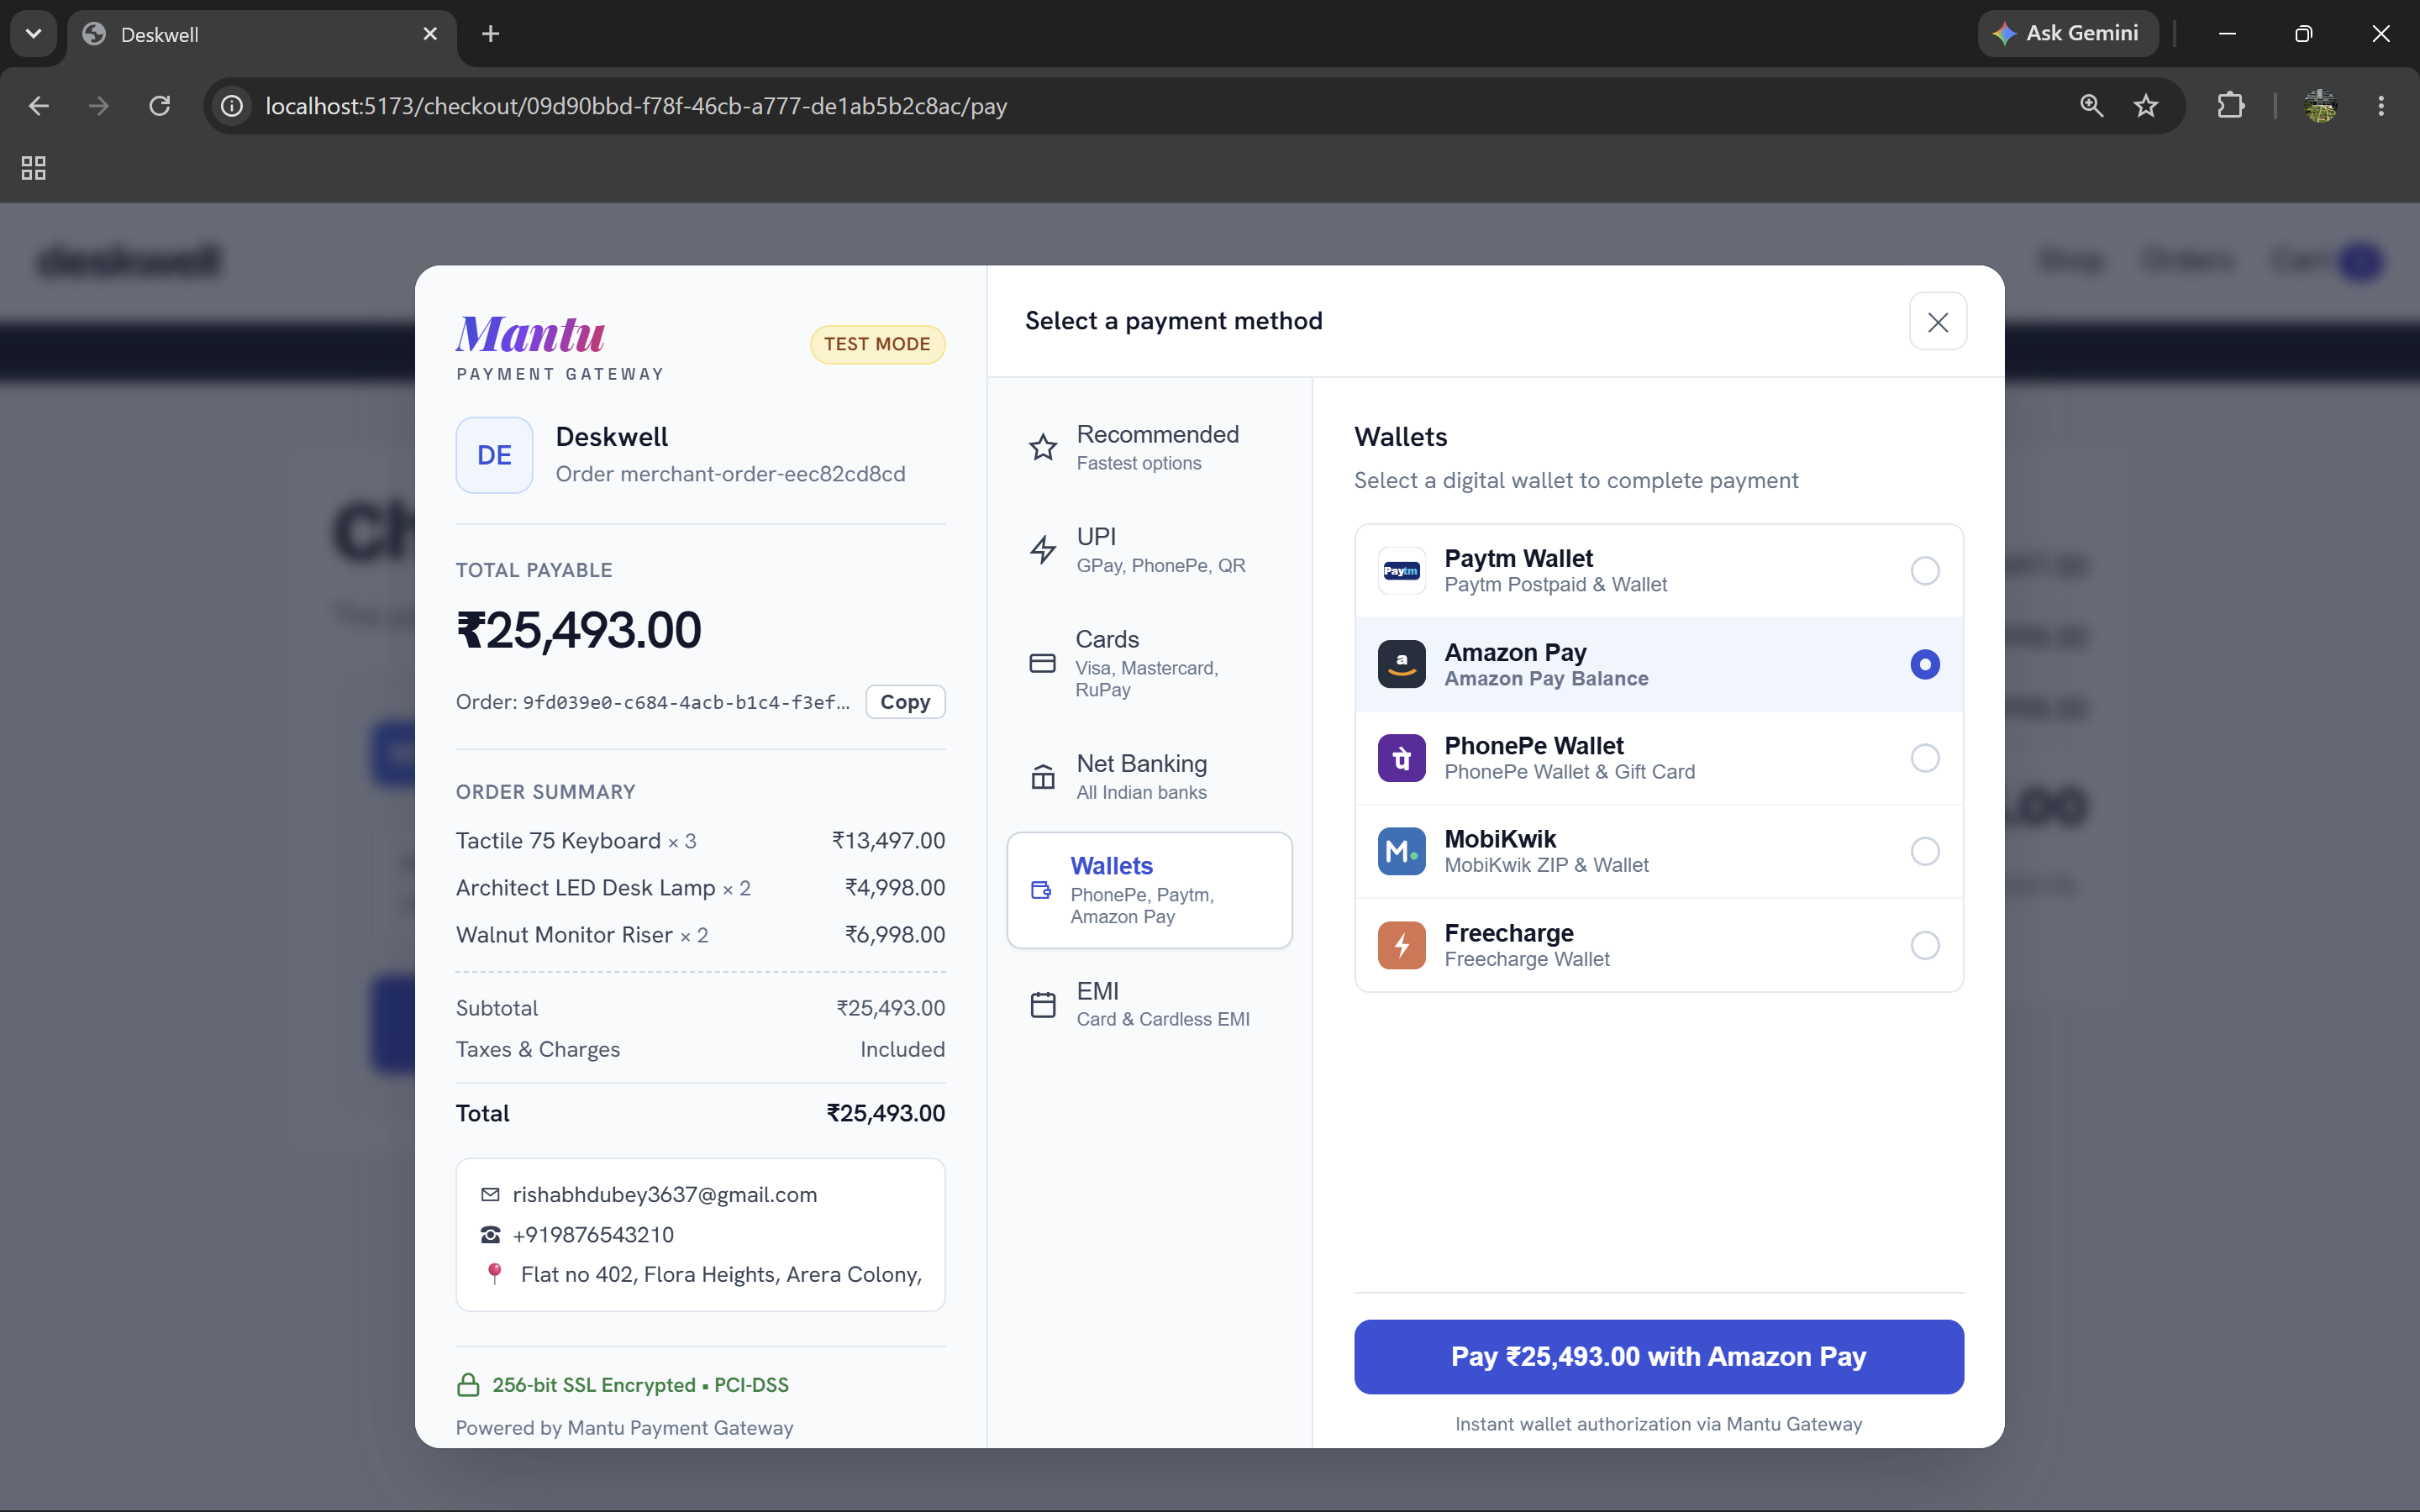 Deskwell
Ask Gemini
localhost:5173/checkout/09d90bbd-f78f-46cb-a777-de1ab5b2c8ac/pay
deskwell
Shop Orders Cart
Mantu
PAYMENT GATEWAY
TEST MODE
DE
Deskwell
Order merchant-order-eec82cd8cd
TOTAL PAYABLE
₹25,493.00
Order: 9fd039e0-c684-4acb-b1c4-f3ef...
Copy
ORDER SUMMARY
Tactile 75 Keyboard × 3 ₹13,497.00
Architect LED Desk Lamp × 2 ₹4,998.00
Walnut Monitor Riser × 2 ₹6,998.00
Subtotal ₹25,493.00
Taxes & Charges Included
Total ₹25,493.00
rishabhdubey3637@gmail.com
+919876543210
Flat no 402, Flora Heights, Arera Colony,
256-bit SSL Encrypted • PCI-DSS
Powered by Mantu Payment Gateway
Select a payment method
Recommended
Fastest options
UPI
GPay, PhonePe, QR
Cards
Visa, Mastercard,
RuPay
Net Banking
All Indian banks
Wallets
PhonePe, Paytm,
Amazon Pay
EMI
Card & Cardless EMI
Wallets
Select a digital wallet to complete payment
Paytm
Paytm Wallet
Paytm Postpaid & Wallet
a
Amazon Pay
Amazon Pay Balance
पे
PhonePe Wallet
PhonePe Wallet & Gift Card
M.
MobiKwik
MobiKwik ZIP & Wallet
Freecharge
Freecharge Wallet
Pay ₹25,493.00 with Amazon Pay
Instant wallet authorization via Mantu Gateway